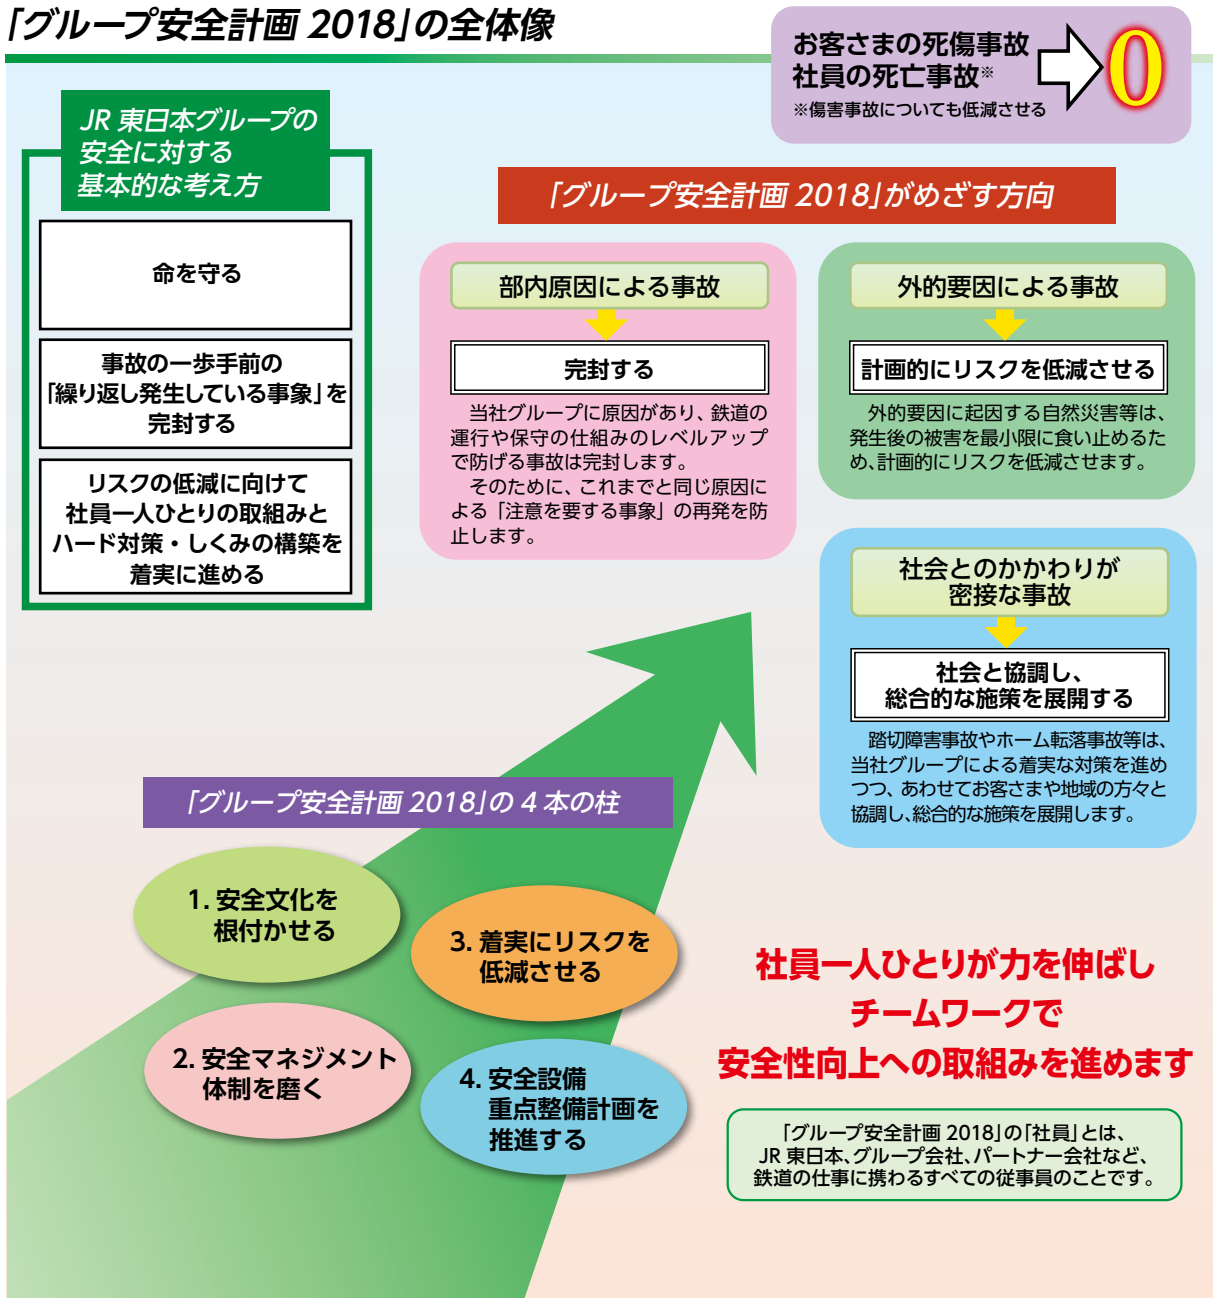 「グループ安全計画 2018」の全体像
お客さまの死傷事故
社員の死亡事故※
※傷害事故についても低減させる
0
JR 東日本グループの
安全に対する
基本的な考え方
命を守る
事故の一歩手前の
「繰り返し発生している事象」を
完封する
リスクの低減に向けて
社員一人ひとりの取組みと
ハード対策・しくみの構築を
着実に進める
「グループ安全計画 2018」がめざす方向
部内原因による事故
完封する
当社グループに原因があり、鉄道の
運行や保守の仕組みのレベルアップ
で防げる事故は完封します。
そのために、これまでと同じ原因に
よる「注意を要する事象」の再発を防
止します。
外的要因による事故
計画的にリスクを低減させる
外的要因に起因する自然災害等は、
発生後の被害を最小限に食い止めるた
め、計画的にリスクを低減させます。
社会とのかかわりが
密接な事故
社会と協調し、
総合的な施策を展開する
踏切障害事故やホーム転落事故等は、
当社グループによる着実な対策を進め
つつ、あわせてお客さまや地域の方々と
協調し、総合的な施策を展開します。
「グループ安全計画 2018」の 4 本の柱
1. 安全文化を
根付かせる
2. 安全マネジメント
体制を磨く
3. 着実にリスクを
低減させる
4. 安全設備
重点整備計画を
推進する
社員一人ひとりが力を伸ばし
チームワークで
安全性向上への取組みを進めます
「グループ安全計画 2018」の「社員」とは、
JR 東日本、グループ会社、パートナー会社など、
鉄道の仕事に携わるすべての従事員のことです。